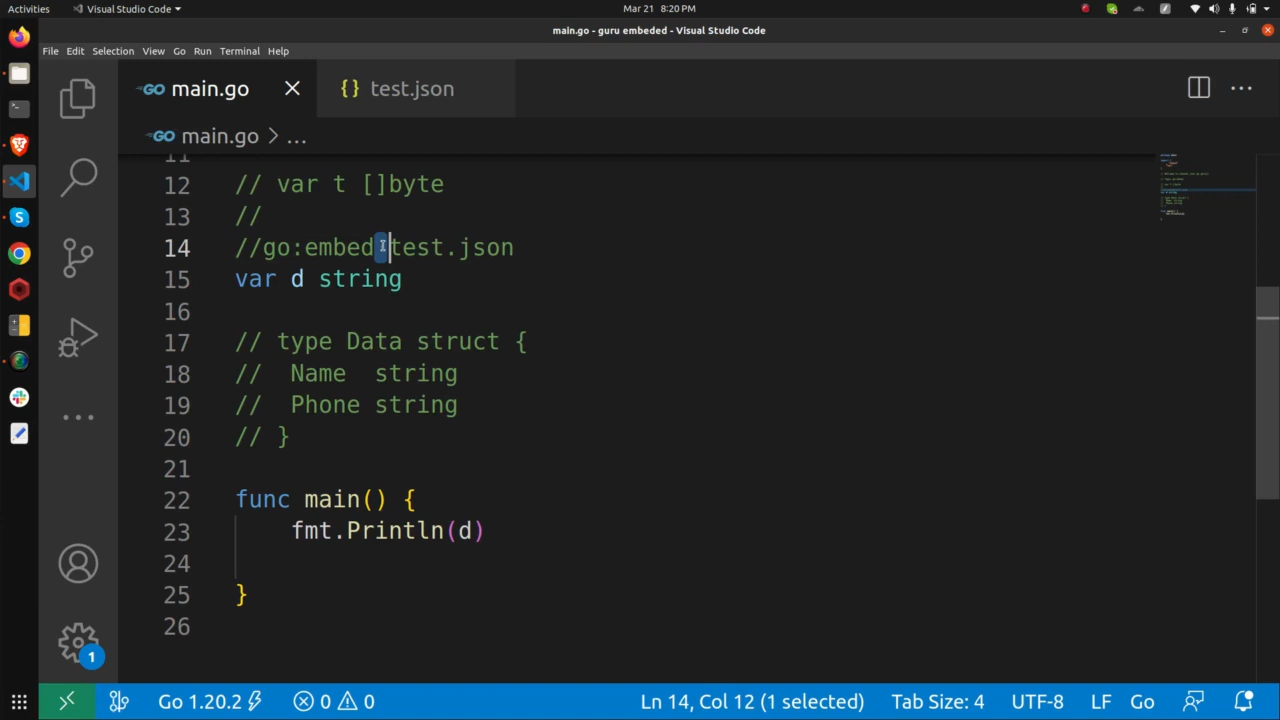 Activities
Visual Studio Code
Mar 21 8:20 PM
main.go - guru embeded - Visual Studio Code
File Edit Selection View Go Run Terminal Help
GO main.go
{} test.json
GO main.go > ...
11
12 // var t []byte
13 //
14 //go:embed test.json
15 var d string
16
17 // type Data struct {
18 // Name string
19 // Phone string
20 // }
21
22 func main() {
23 fmt.Println(d)
24
25 }
26
1
Go 1.20.2
0 0
Ln 14, Col 12 (1 selected)
Tab Size: 4
UTF-8
LF
Go